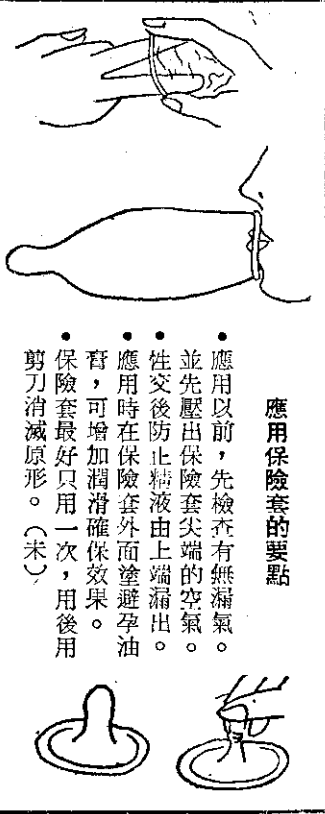 應用保險套的要點
• 應用以前，先檢查有無漏氣。
並先壓出保險套尖端的空氣。
• 性交後防止精液由上端漏出。
• 應用時在保險套外面塗避孕油
膏，可增加潤滑確保效果。
• 保險套最好只用一次，用後用
剪刀消滅原形。（未）